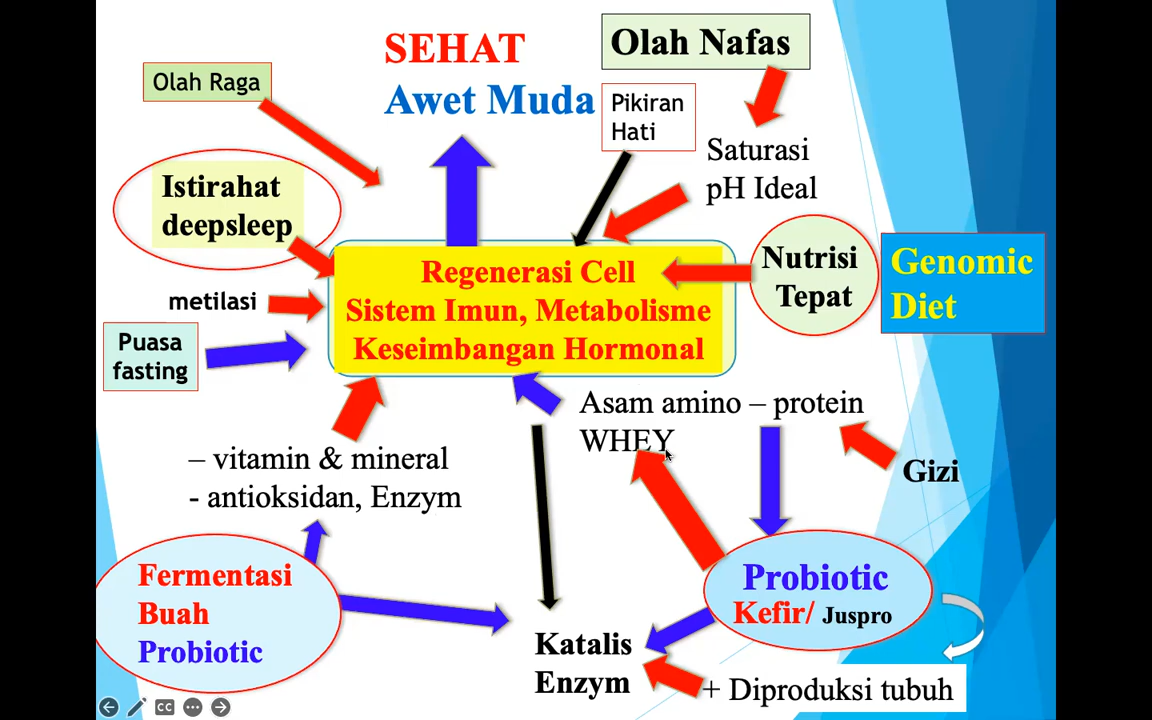 SEHAT
Awet Muda
Olah Nafas
Olah Raga
Pikiran
Hati
Saturasi
pH Ideal
Istirahat
deepsleep
Regenerasi Cell
Sistem Imun, Metabolisme
Keseimbangan Hormonal
Nutrisi
Tepat
Genomic
Diet
metilasi
Puasa
fasting
Asam amino – protein
WHEY
Gizi
– vitamin & mineral
- antioksidan, Enzym
Fermentasi
Buah
Probiotic
Probiotic
Kefir/ Juspro
Katalis
Enzym
+ Diproduksi tubuh
CC